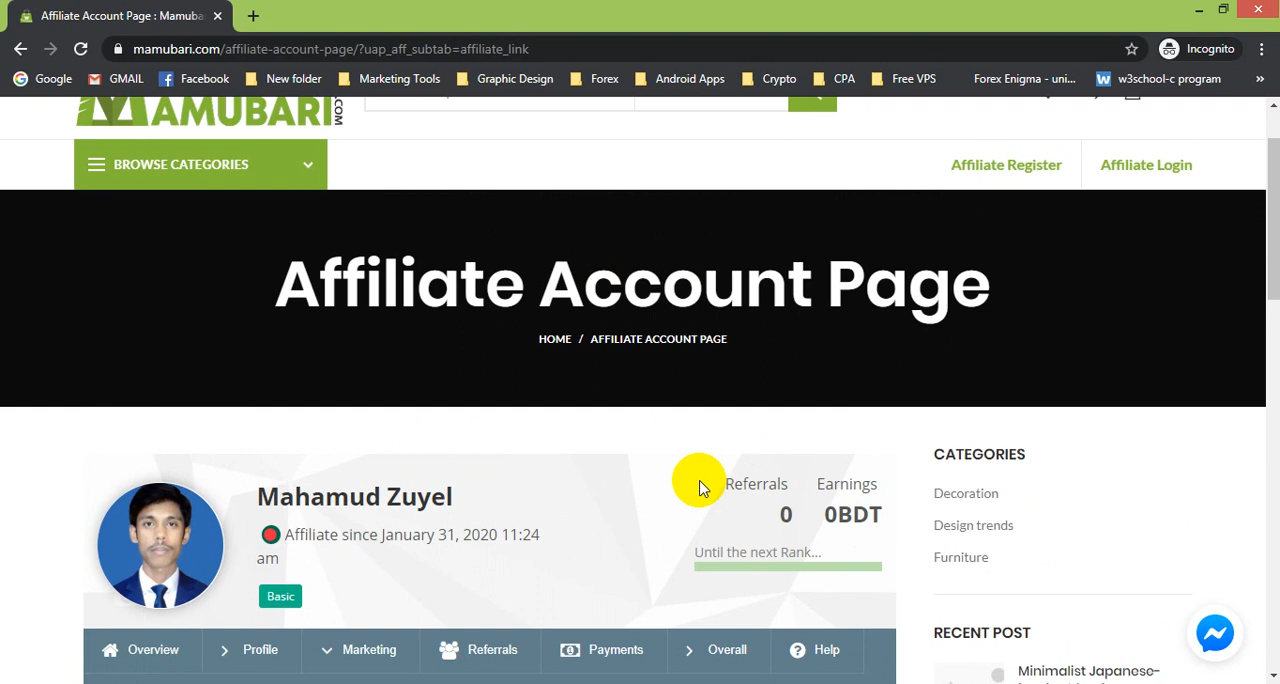 Affiliate Account Page : Mamuba
mamubari.com/affiliate-account-page/?uap_aff_subtab=affiliate_link
Incognito
Google GMAIL Facebook New folder Marketing Tools Graphic Design Forex Android Apps Crypto CPA Free VPS Forex Enigma - uni... w3school-c program »
AMUBARI .COM
BROWSE CATEGORIES
Affiliate Register Affiliate Login
Affiliate Account Page
HOME / AFFILIATE ACCOUNT PAGE
Mahamud Zuyel
Affiliate since January 31, 2020 11:24
am
Basic
Referrals Earnings
0 0BDT
Until the next Rank...
Overview Profile Marketing Referrals Payments Overall Help
CATEGORIES
Decoration
Design trends
Furniture
RECENT POST
Minimalist Japanese-